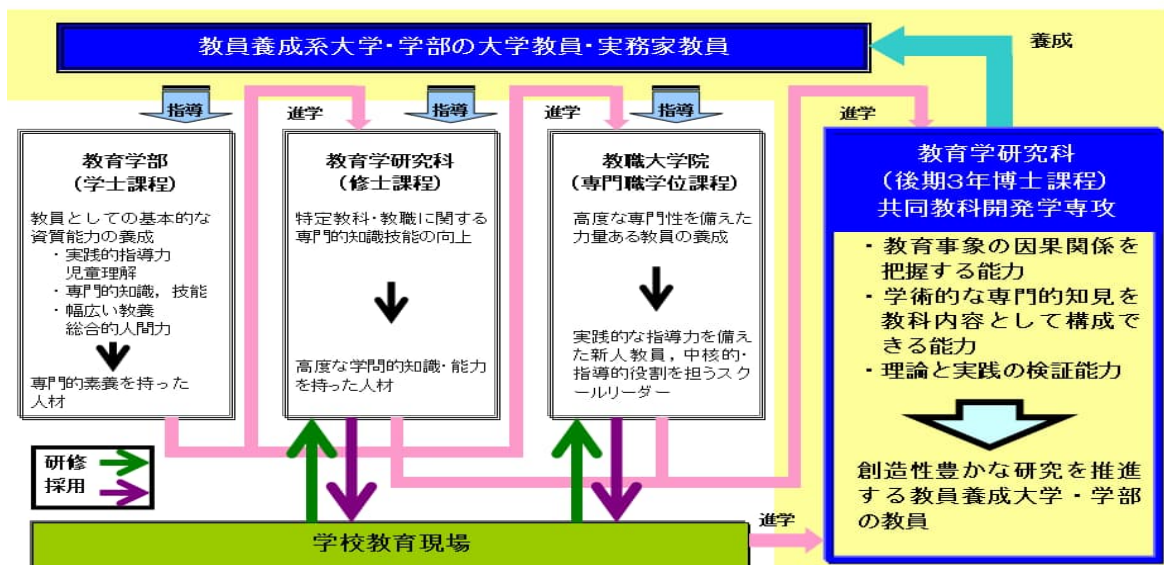 教員養成系大学・学部の大学教員・実務家教員
養成
指導
進学
指導
進学
指導
進学
教育学部
(学士課程)
教員としての基本的な
資質能力の養成
・実践的指導力
児童理解
・専門的知識，技能
・幅広い教養
総合的人間力
専門的素養を持った
人材
教育学研究科
(修士課程)
特定教科・教職に関する
専門的知識技能の向上
高度な学問的知識・能力
を持った人材
教職大学院
(専門職学位課程)
高度な専門性を備えた
力量ある教員の養成
実践的な指導力を備え
た新人教員，中核的・
指導的役割を担うスク
ールリーダー
教育学研究科
(後期3年博士課程)
共同教科開発学専攻
・教育事象の因果関係を
把握する能力
・学術的な専門的知見を
教科内容として構成で
きる能力
・理論と実践の検証能力
創造性豊かな研究を推進
する教員養成大学・学部
の教員
研修
採用
学校教育現場
進学